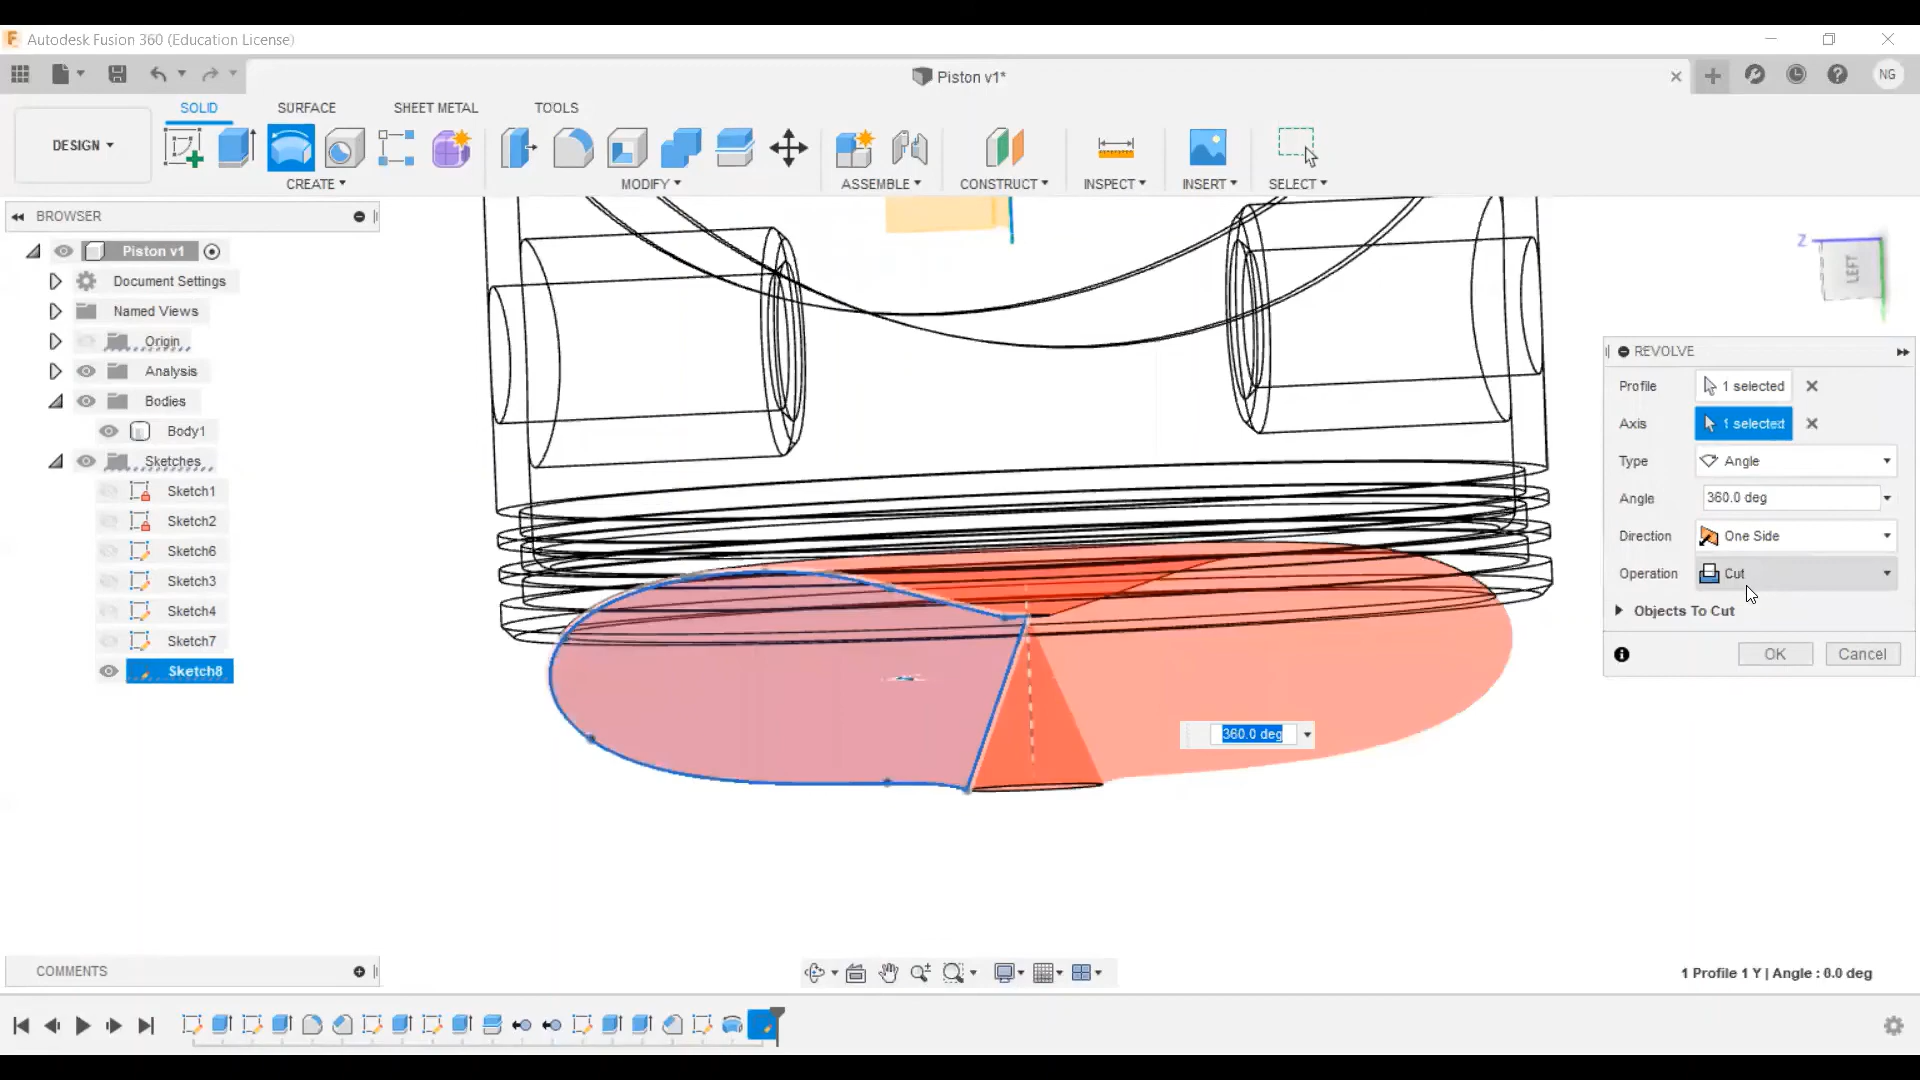 Autodesk Fusion 360 (Education License)
Piston v1*
NG
DESIGN
SOLID
SURFACE
SHEET METAL
TOOLS
CREATE
MODIFY
ASSEMBLE
CONSTRUCT
INSPECT
INSERT
SELECT
BROWSER
Piston v1
Document Settings
Named Views
Origin
Analysis
Bodies
Body1
Sketches
Sketch1
Sketch2
Sketch6
Sketch3
Sketch4
Sketch7
Sketch8
Z
LEFT
REVOLVE
Profile 1 selected
Axis 1 selected
Type Angle
Angle 360.0 deg
Direction One Side
Operation Cut
Objects To Cut
OK Cancel
360.0 deg
COMMENTS
1 Profile 1 Y | Angle : 0.0 deg